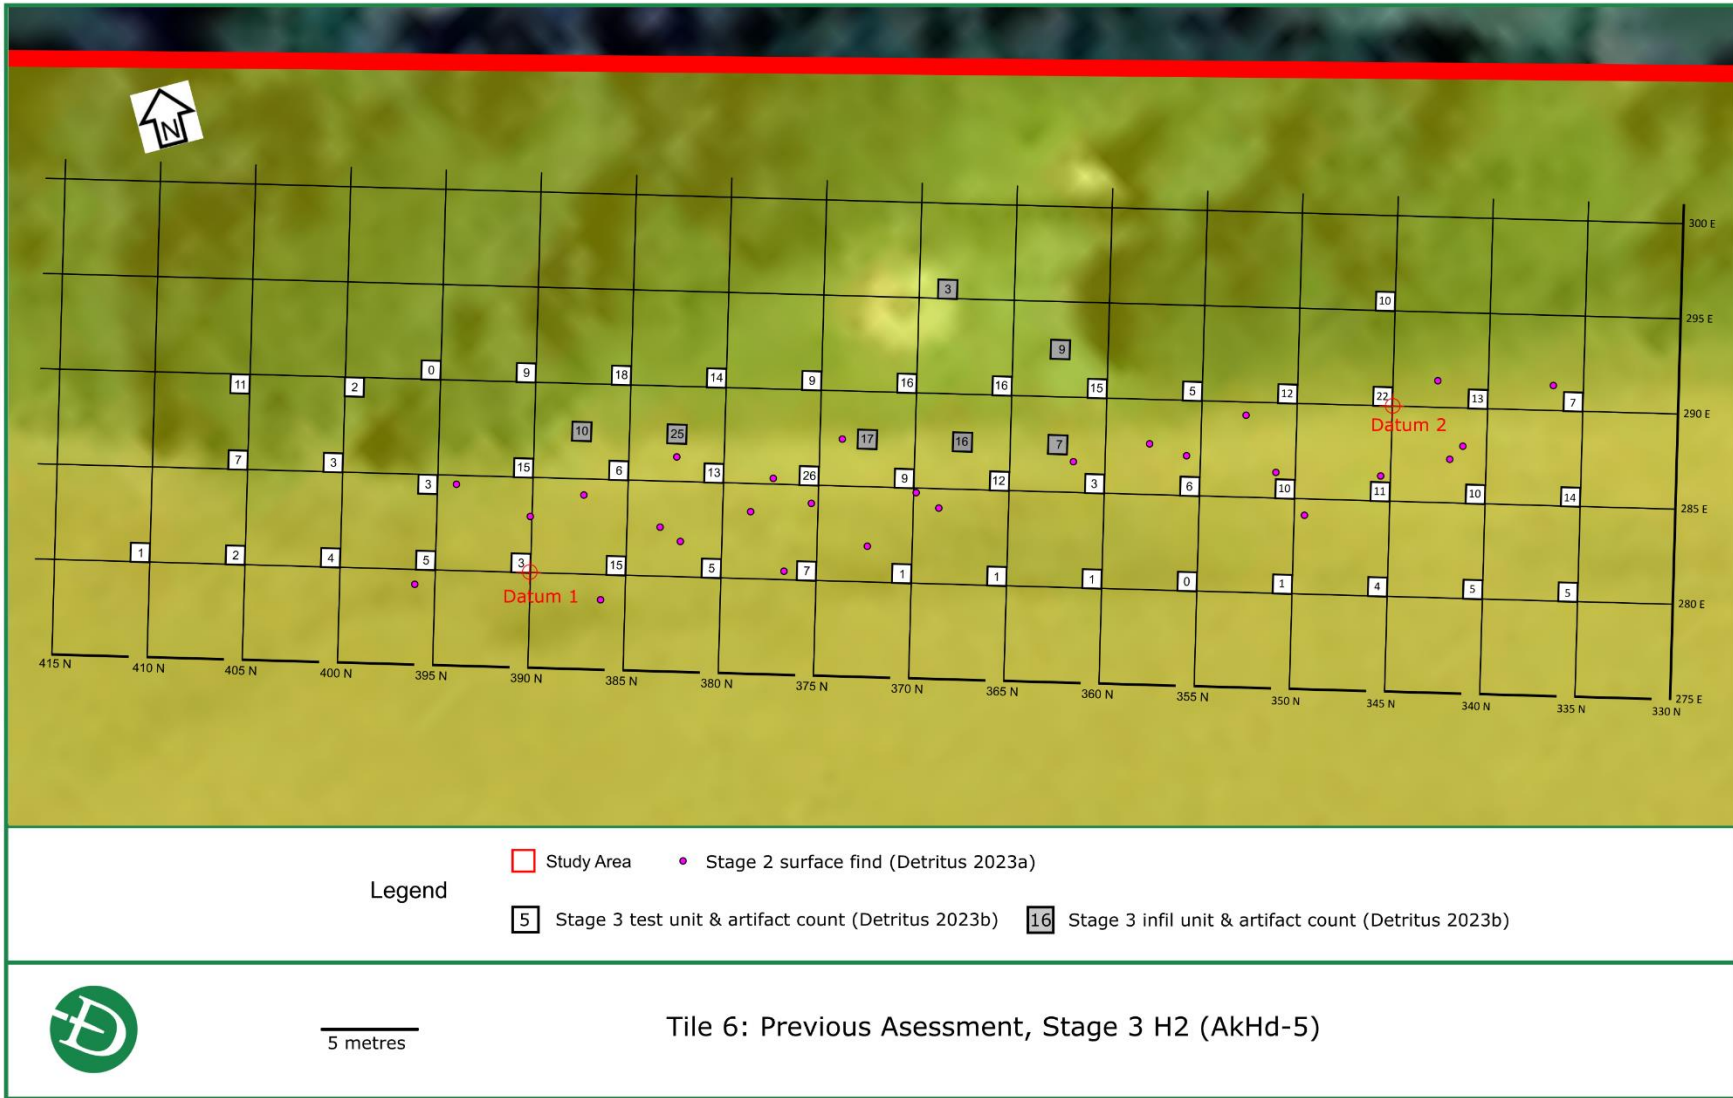 N
300 E
3
10
295 E
9
0
9
18
14
9
16
16
15
5
12
22
13
7
11
2
290 E
Datum 2
10
25
17
16
7
7
3
3
15
6
13
26
9
12
3
6
10
11
10
14
285 E
1
2
4
5
3
15
5
7
1
1
1
0
1
4
5
5
280 E
Datum 1
415 N
410 N
405 N
400 N
395 N
390 N
385 N
380 N
375 N
370 N
365 N
360 N
355 N
350 N
345 N
340 N
335 N
330 N
275 E
Legend
Study Area
Stage 2 surface find (Detritus 2023a)
5 Stage 3 test unit & artifact count (Detritus 2023b)
16 Stage 3 infil unit & artifact count (Detritus 2023b)
D
5 metres
Tile 6: Previous Asessment, Stage 3 H2 (AkHd-5)